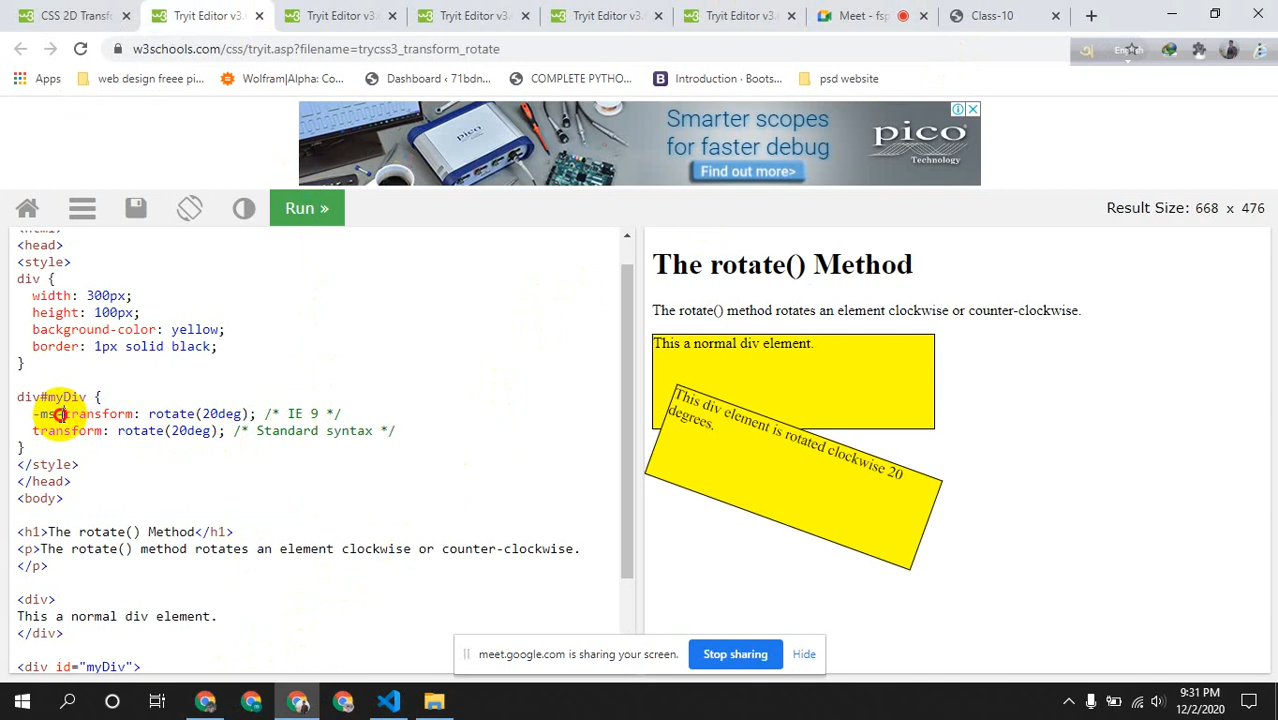 CSS 2D Transf
Tryit Editor v3.
Tryit Editor v3.
Tryit Editor v3.
Tryit Editor v3.
Tryit Editor v3.
Meet - fsp
Class-10
w3schools.com/css/tryit.asp?filename=trycss3_transform_rotate
English
Apps
web design freee pi...
Wolfram|Alpha: Co...
Dashboard ‹ 71bdn...
COMPLETE PYTHO...
Introduction · Boots...
psd website
Smarter scopes
for faster debug
Find out more>
pico
Technology
Run »
Result Size: 668 x 476
<html>
<head>
<style>
div {
width: 300px;
height: 100px;
background-color: yellow;
border: 1px solid black;
}
div#myDiv {
-ms-transform: rotate(20deg); /* IE 9 */
transform: rotate(20deg); /* Standard syntax */
}
</style>
</head>
<body>
<h1>The rotate() Method</h1>
<p>The rotate() method rotates an element clockwise or counter-clockwise.
</p>
<div>
This a normal div element.
</div>
<div id="myDiv">
The rotate() Method
The rotate() method rotates an element clockwise or counter-clockwise.
This a normal div element.
This div element is rotated clockwise 20
degrees.
meet.google.com is sharing your screen.
Stop sharing
Hide
9:31 PM
12/2/2020